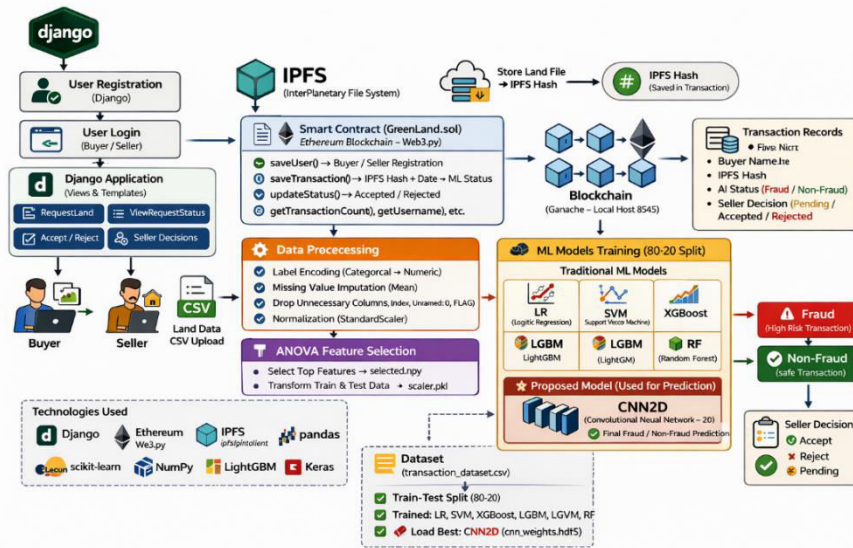 django
User Registration
(Django)
User Login
(Buyer / Seller)
django
Django Application
(Views & Templates)
RequestLand
ViewRequestStatus
Accept / Reject
Seller Decisions
Buyer
Seller
CSV
Land Data
CSV Upload
IPFS
(InterPlanetary File System)
Store Land File
→ IPFS Hash
#
IPFS Hash
(Saved in Transaction)
Smart Contract (GreenLand.sol)
Ethereum Blockchain – Web3.py)
saveUser() → Buyer / Seller Registration
saveTransaction() → IPFS Hash + Date → ML Status
updateStatus() → Accepted / Rejected
getTransactionCount), getUsername), etc.
Blockchain
(Ganache – Local Host 8545)
Transaction Records
Buyer Name
• IPFS Hash
• AI Status (Fraud / Non-Fraud)
• Seller Decision (Pending /
Accepted / Rejected)
Data Prececessing
Label Encoding (Categorcal → Numeric)
Missing Value Imputation (Mean)
Drop Unnecessary Columns, Index, Unramed: 0, FLAG)
Normalization (StandardScaler)
ANOVA Feature Selection
• Select Top Features → selected.npy
• Transform Train & Test Data → scaler.pkl
ML Models Training (80-20 Split)
Traditional ML Models
LR
(Logitic Regression)
SVM
Support Vecco Machine)
XGBoost
LGBM
LightGBM
LGBM
(LightGM)
RF
(Random Forest)
Proposed Model (Used for Prediction)
CNN2D
(Convolutional Neural Network – 20)
Final Fraud / Non-Fraud Prediction
Fraud
(High Risk Transaction)
Non-Fraud
(safe Transaction)
Seller Decision
Accept
Reject
Pending
Technologies Used
Django
Ethereum
We3.py
IPFS
pandas
scikit-learn
NumPy
LightGBM
Keras
Dataset
(transaction_dataset.csv)
Train-Test Split (80-20)
Trained: LR, SVM, XGBoost, LGBM, LGVM, RF
Load Best: CNN2D (cnn_weights.hdf5)